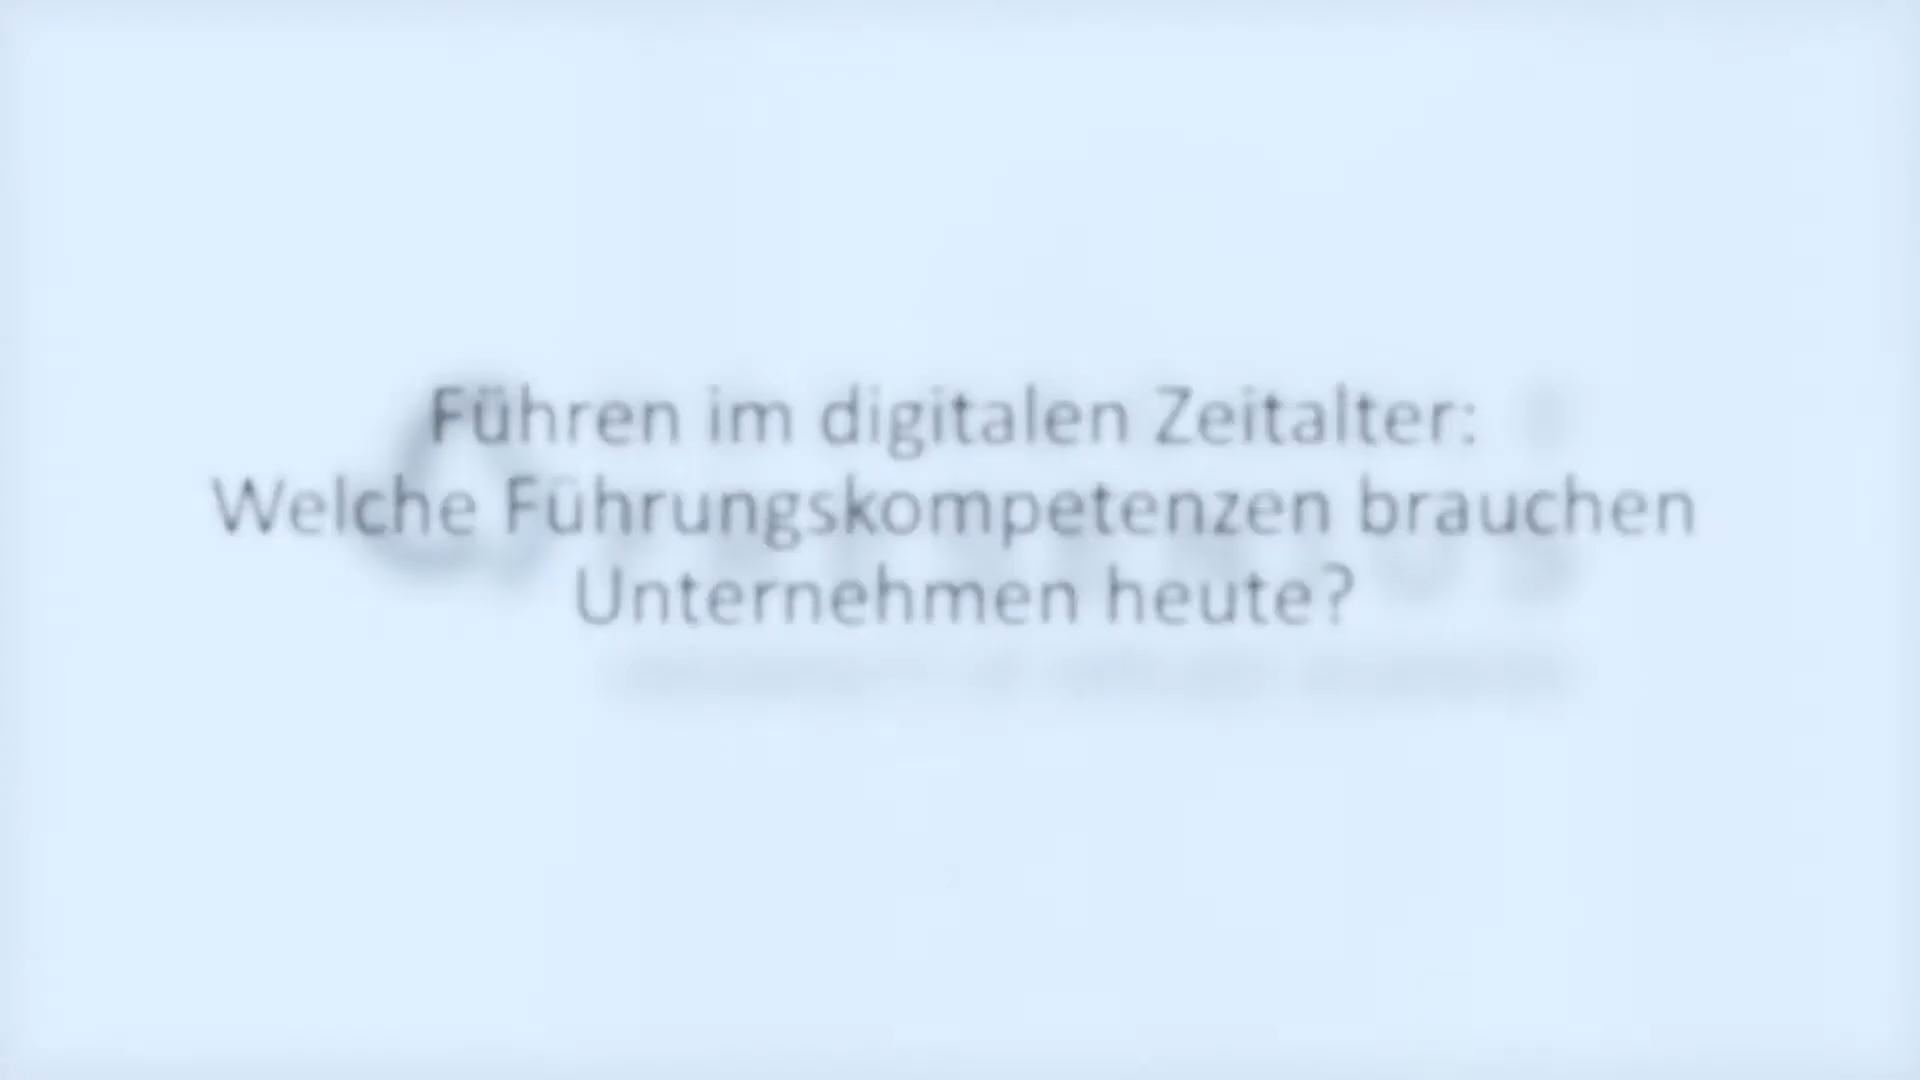 Führen im digitalen Zeitalter:
Welche Führungskompetenzen brauchen
Unternehmen heute?